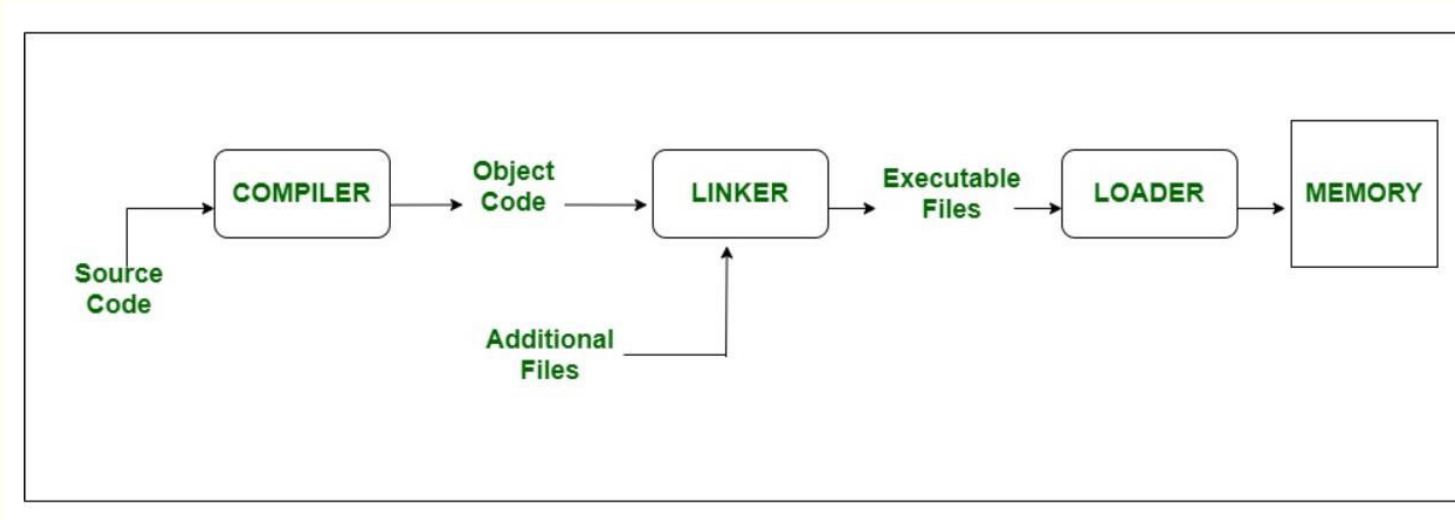 Source
Code
COMPILER
Object
Code
Additional
Files
LINKER
Executable
Files
LOADER
MEMORY